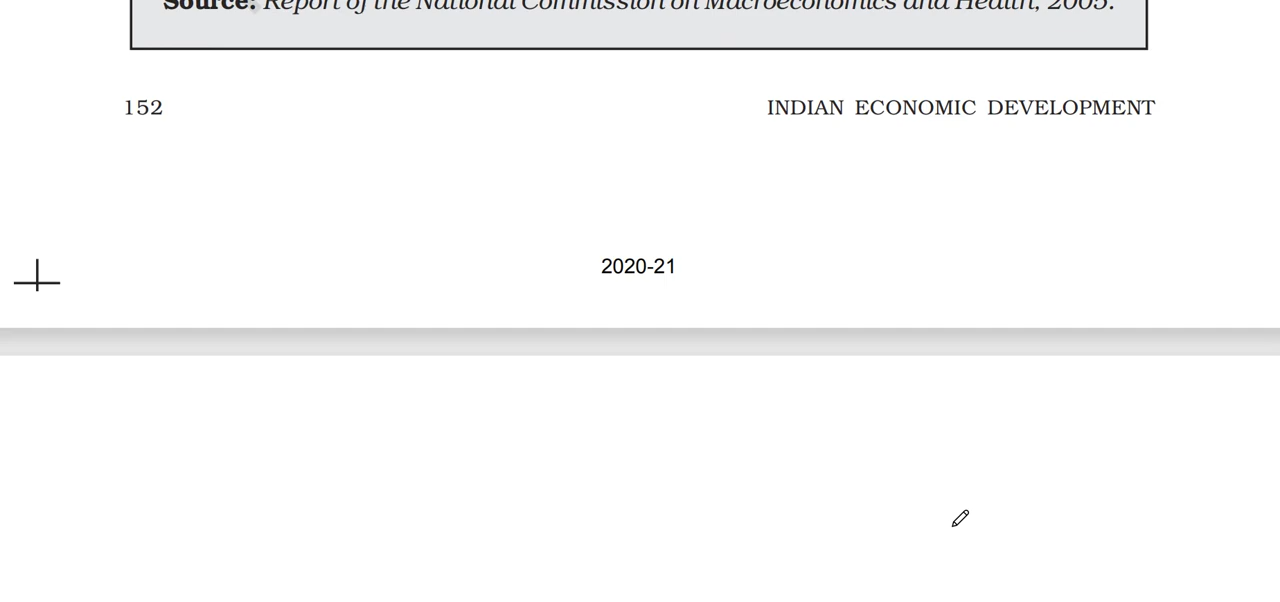 Source: Report of the National Commission on Macroeconomics and Health, 2005.
152 INDIAN ECONOMIC DEVELOPMENT
2020-21